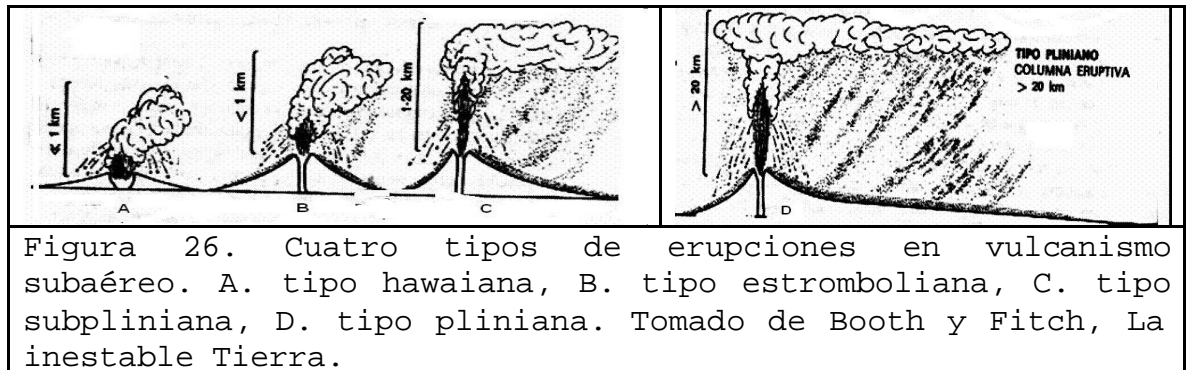 << 1 km
< 1 km
1-20 km
> 20 km
TIPO PLINIANO
COLUMNA ERUPTIVA
> 20 km
A
B
C
D
Figura 26. Cuatro tipos de erupciones en vulcanismo
subaéreo. A. tipo hawaiana, B. tipo estromboliana, C. tipo
subpliniana, D. tipo pliniana. Tomado de Booth y Fitch, La
inestable Tierra.